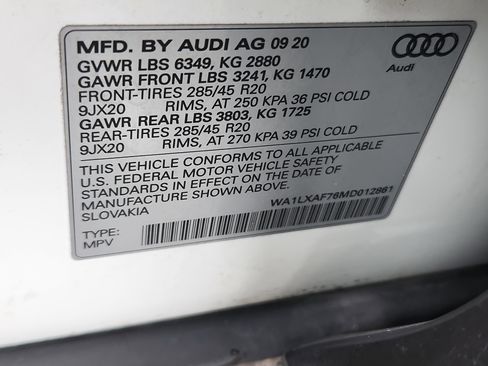 MFD. BY AUDI AG 09 20
GVWR LBS 6349, KG 2880
GAWR FRONT LBS 3241, KG 1470
FRONT-TIRES 285/45 R20
9JX20 RIMS, AT 250 KPA 36 PSI COLD
GAWR REAR LBS 3803, KG 1725
REAR-TIRES 285/45 R20
9JX20 RIMS, AT 270 KPA 39 PSI COLD
THIS VEHICLE CONFORMS TO ALL APPLICABLE
U.S. FEDERAL MOTOR VEHICLE SAFETY
STANDARDS IN EFFECT ON THE DATE OF
MANUFACTURE SHOWN ABOVE.
SLOVAKIA
WA1LXAF76MD012861
TYPE:
MPV
Audi